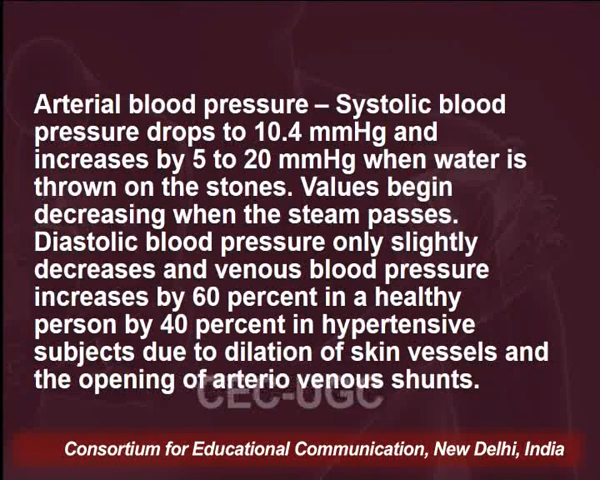 Arterial blood pressure – Systolic blood
pressure drops to 10.4 mmHg and
increases by 5 to 20 mmHg when water is
thrown on the stones. Values begin
decreasing when the steam passes.
Diastolic blood pressure only slightly
decreases and venous blood pressure
increases by 60 percent in a healthy
person by 40 percent in hypertensive
subjects due to dilation of skin vessels and
the opening of arterio venous shunts.
CEC-UGC
Consortium for Educational Communication, New Delhi, India